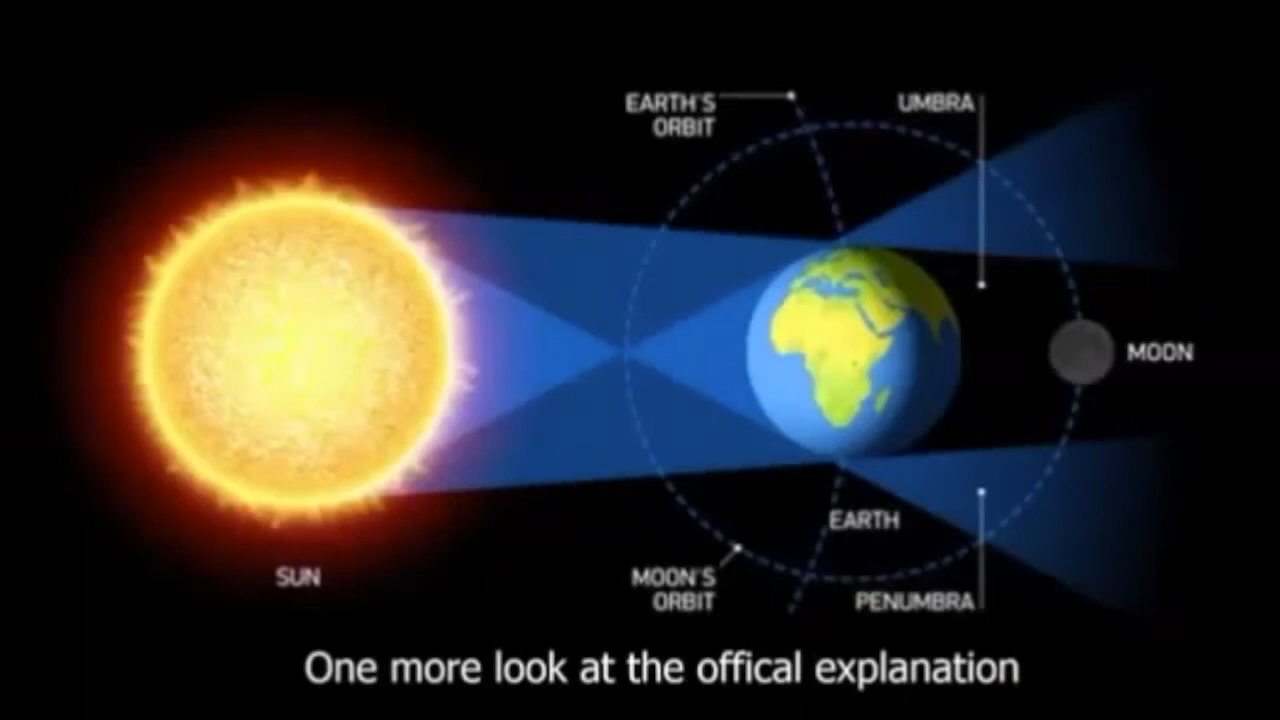 EARTH'S
ORBIT
UMBRA
MOON
EARTH
SUN
MOON'S
ORBIT
PENUMBRA
One more look at the offical explanation